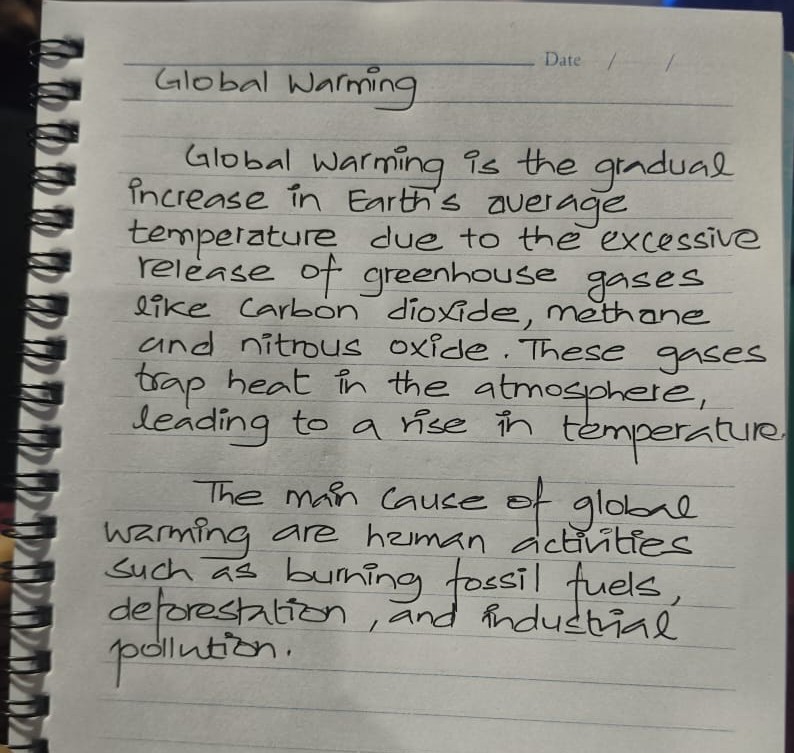 Date / /
Global Warming
Global Warming is the gradual
increase in Earth's average
temperature due to the excessive
release of greenhouse gases
like Carbon dioxide, methane
and nitrous oxide. These gases
trap heat in the atmosphere,
leading to a rise in temperature.
The main cause of global
warming are human activities
such as burning fossil fuels,
deforestation, and industrial
pollution.